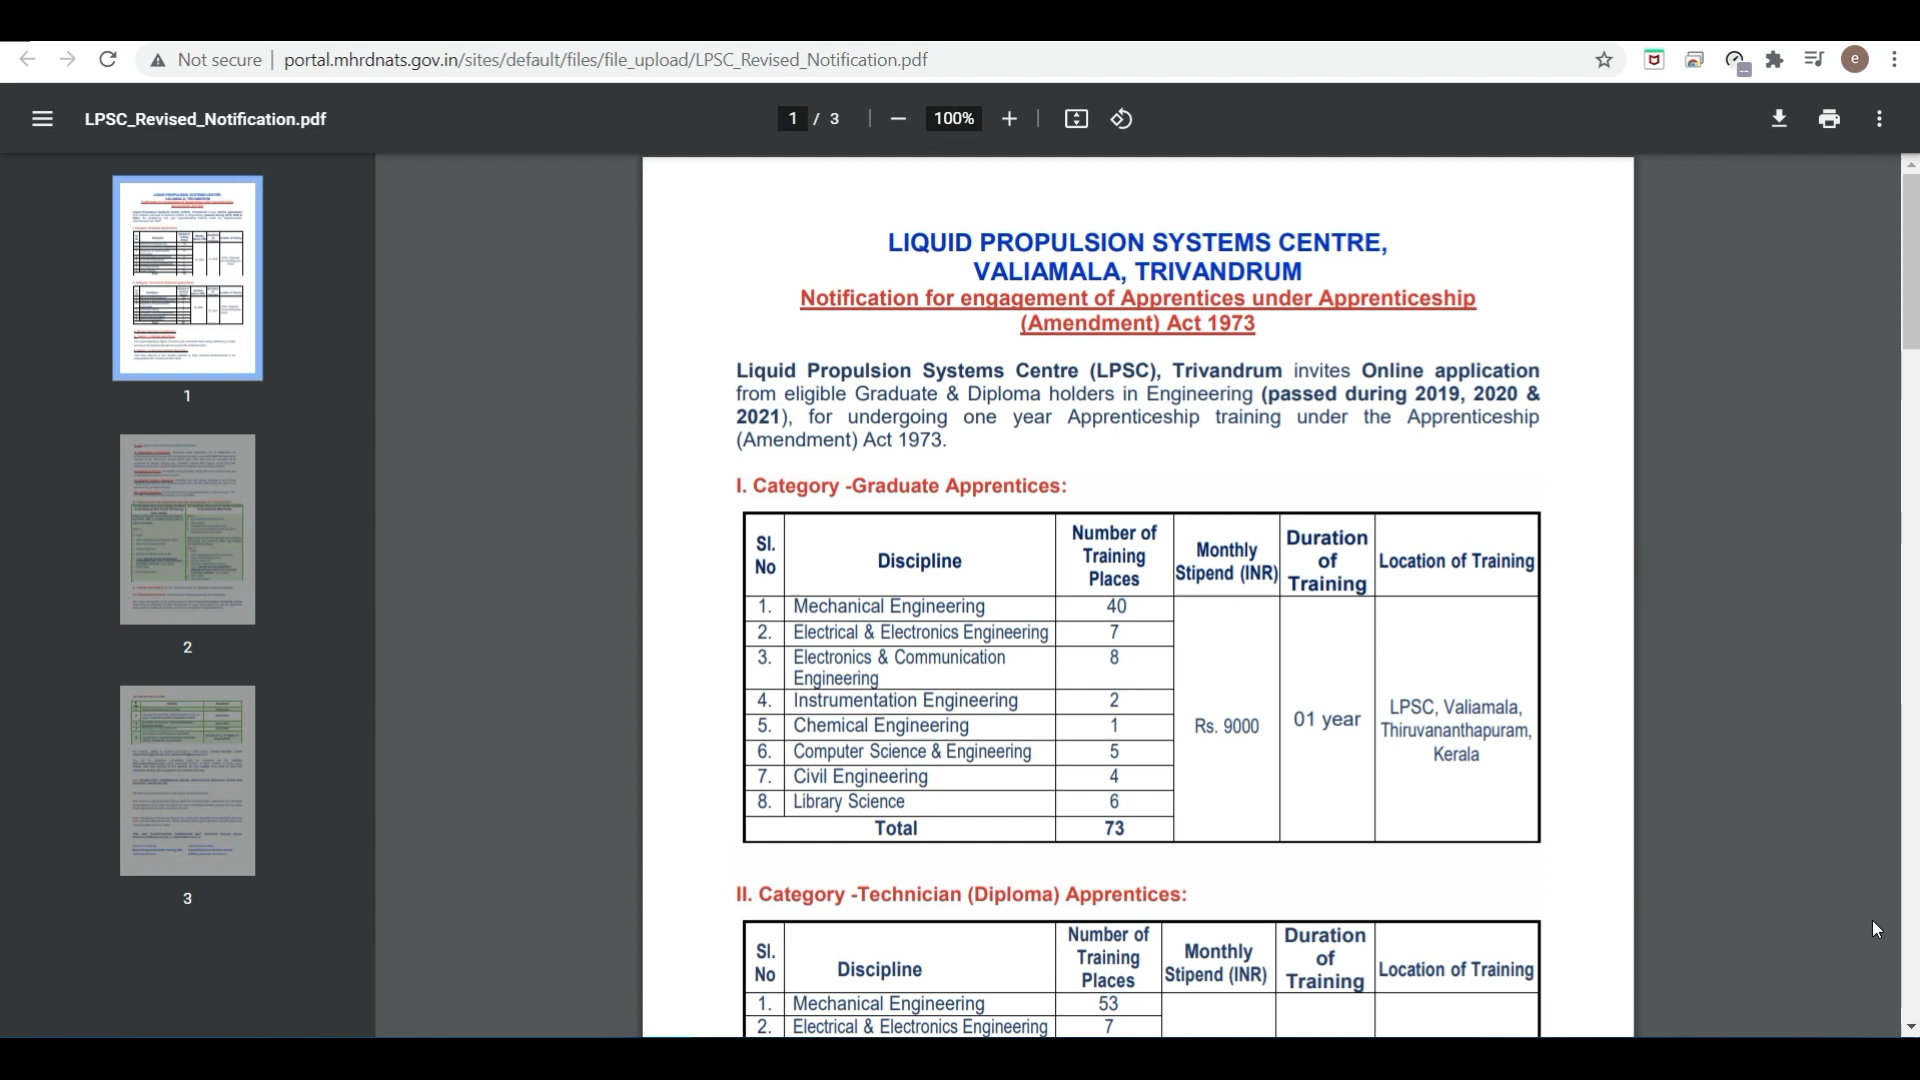 Not secure | portal.mhrdnats.gov.in/sites/default/files/file_upload/LPSC_Revised_Notification.pdf
e
LPSC_Revised_Notification.pdf
1 / 3
100%
1
2
3
LIQUID PROPULSION SYSTEMS CENTRE,
VALIAMALA, TRIVANDRUM
Notification for engagement of Apprentices under Apprenticeship
(Amendment) Act 1973
Liquid Propulsion Systems Centre (LPSC), Trivandrum invites Online application
from eligible Graduate & Diploma holders in Engineering (passed during 2019, 2020 &
2021), for undergoing one year Apprenticeship training under the Apprenticeship
(Amendment) Act 1973.
I. Category -Graduate Apprentices:
Sl. No Discipline Number of Training Places Monthly Stipend (INR) Duration of Training Location of Training
1. Mechanical Engineering 40
2. Electrical & Electronics Engineering 7
3. Electronics & Communication Engineering 8
4. Instrumentation Engineering 2
5. Chemical Engineering 1
6. Computer Science & Engineering 5
7. Civil Engineering 4
8. Library Science 6
Total 73
Rs. 9000
01 year
LPSC, Valiamala,
Thiruvananthapuram,
Kerala
II. Category -Technician (Diploma) Apprentices:
Sl. No Discipline Number of Training Places Monthly Stipend (INR) Duration of Training Location of Training
1. Mechanical Engineering 53
2. Electrical & Electronics Engineering 7